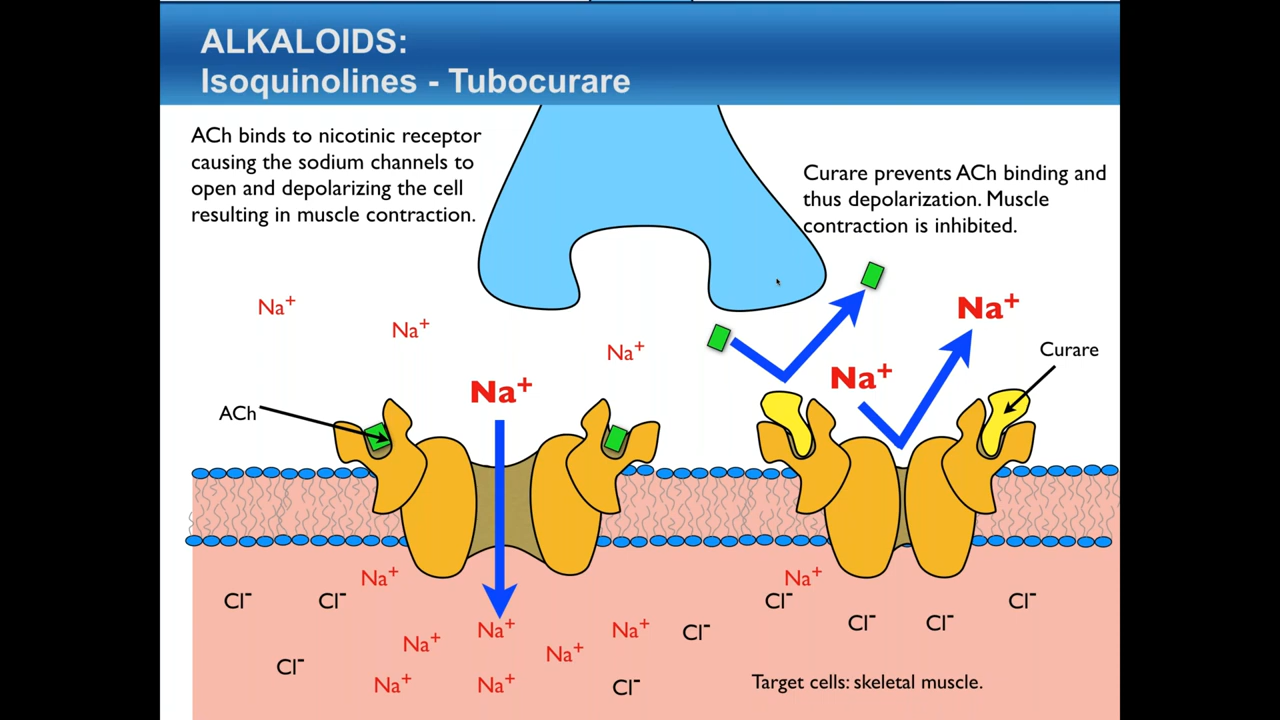 ALKALOIDS:
Isoquinolines - Tubocurare
ACh binds to nicotinic receptor
causing the sodium channels to
open and depolarizing the cell
resulting in muscle contraction.
Curare prevents ACh binding and
thus depolarization. Muscle
contraction is inhibited.
Na⁺
Na⁺
Na⁺
Na⁺
Na⁺
Na⁺
Curare
ACh
Na⁺
Na⁺
Cl⁻
Cl⁻
Cl⁻
Cl⁻
Na⁺
Na⁺
Na⁺
Cl⁻
Cl⁻
Cl⁻
Na⁺
Cl⁻
Na⁺
Na⁺
Cl⁻
Target cells: skeletal muscle.